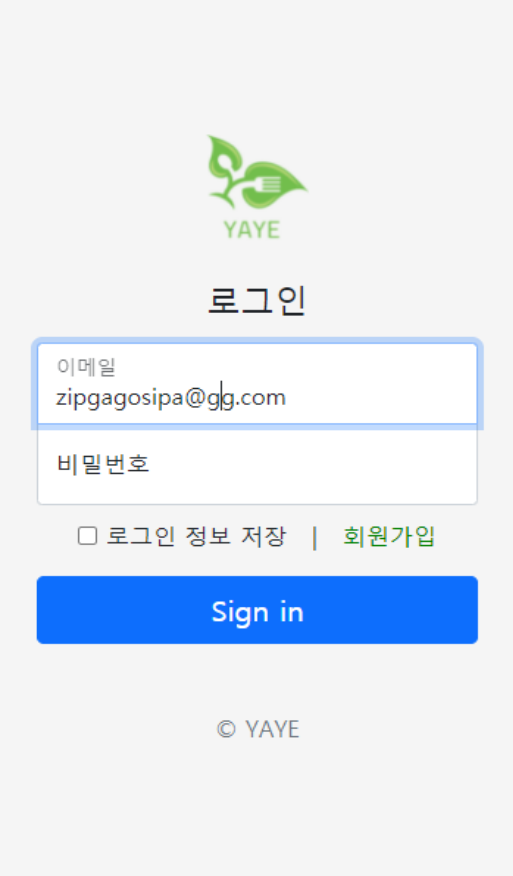 YAYE
로그인
이메일
zipgagosipa@gg.com
비밀번호
로그인 정보 저장 | 회원가입
Sign in
© YAYE